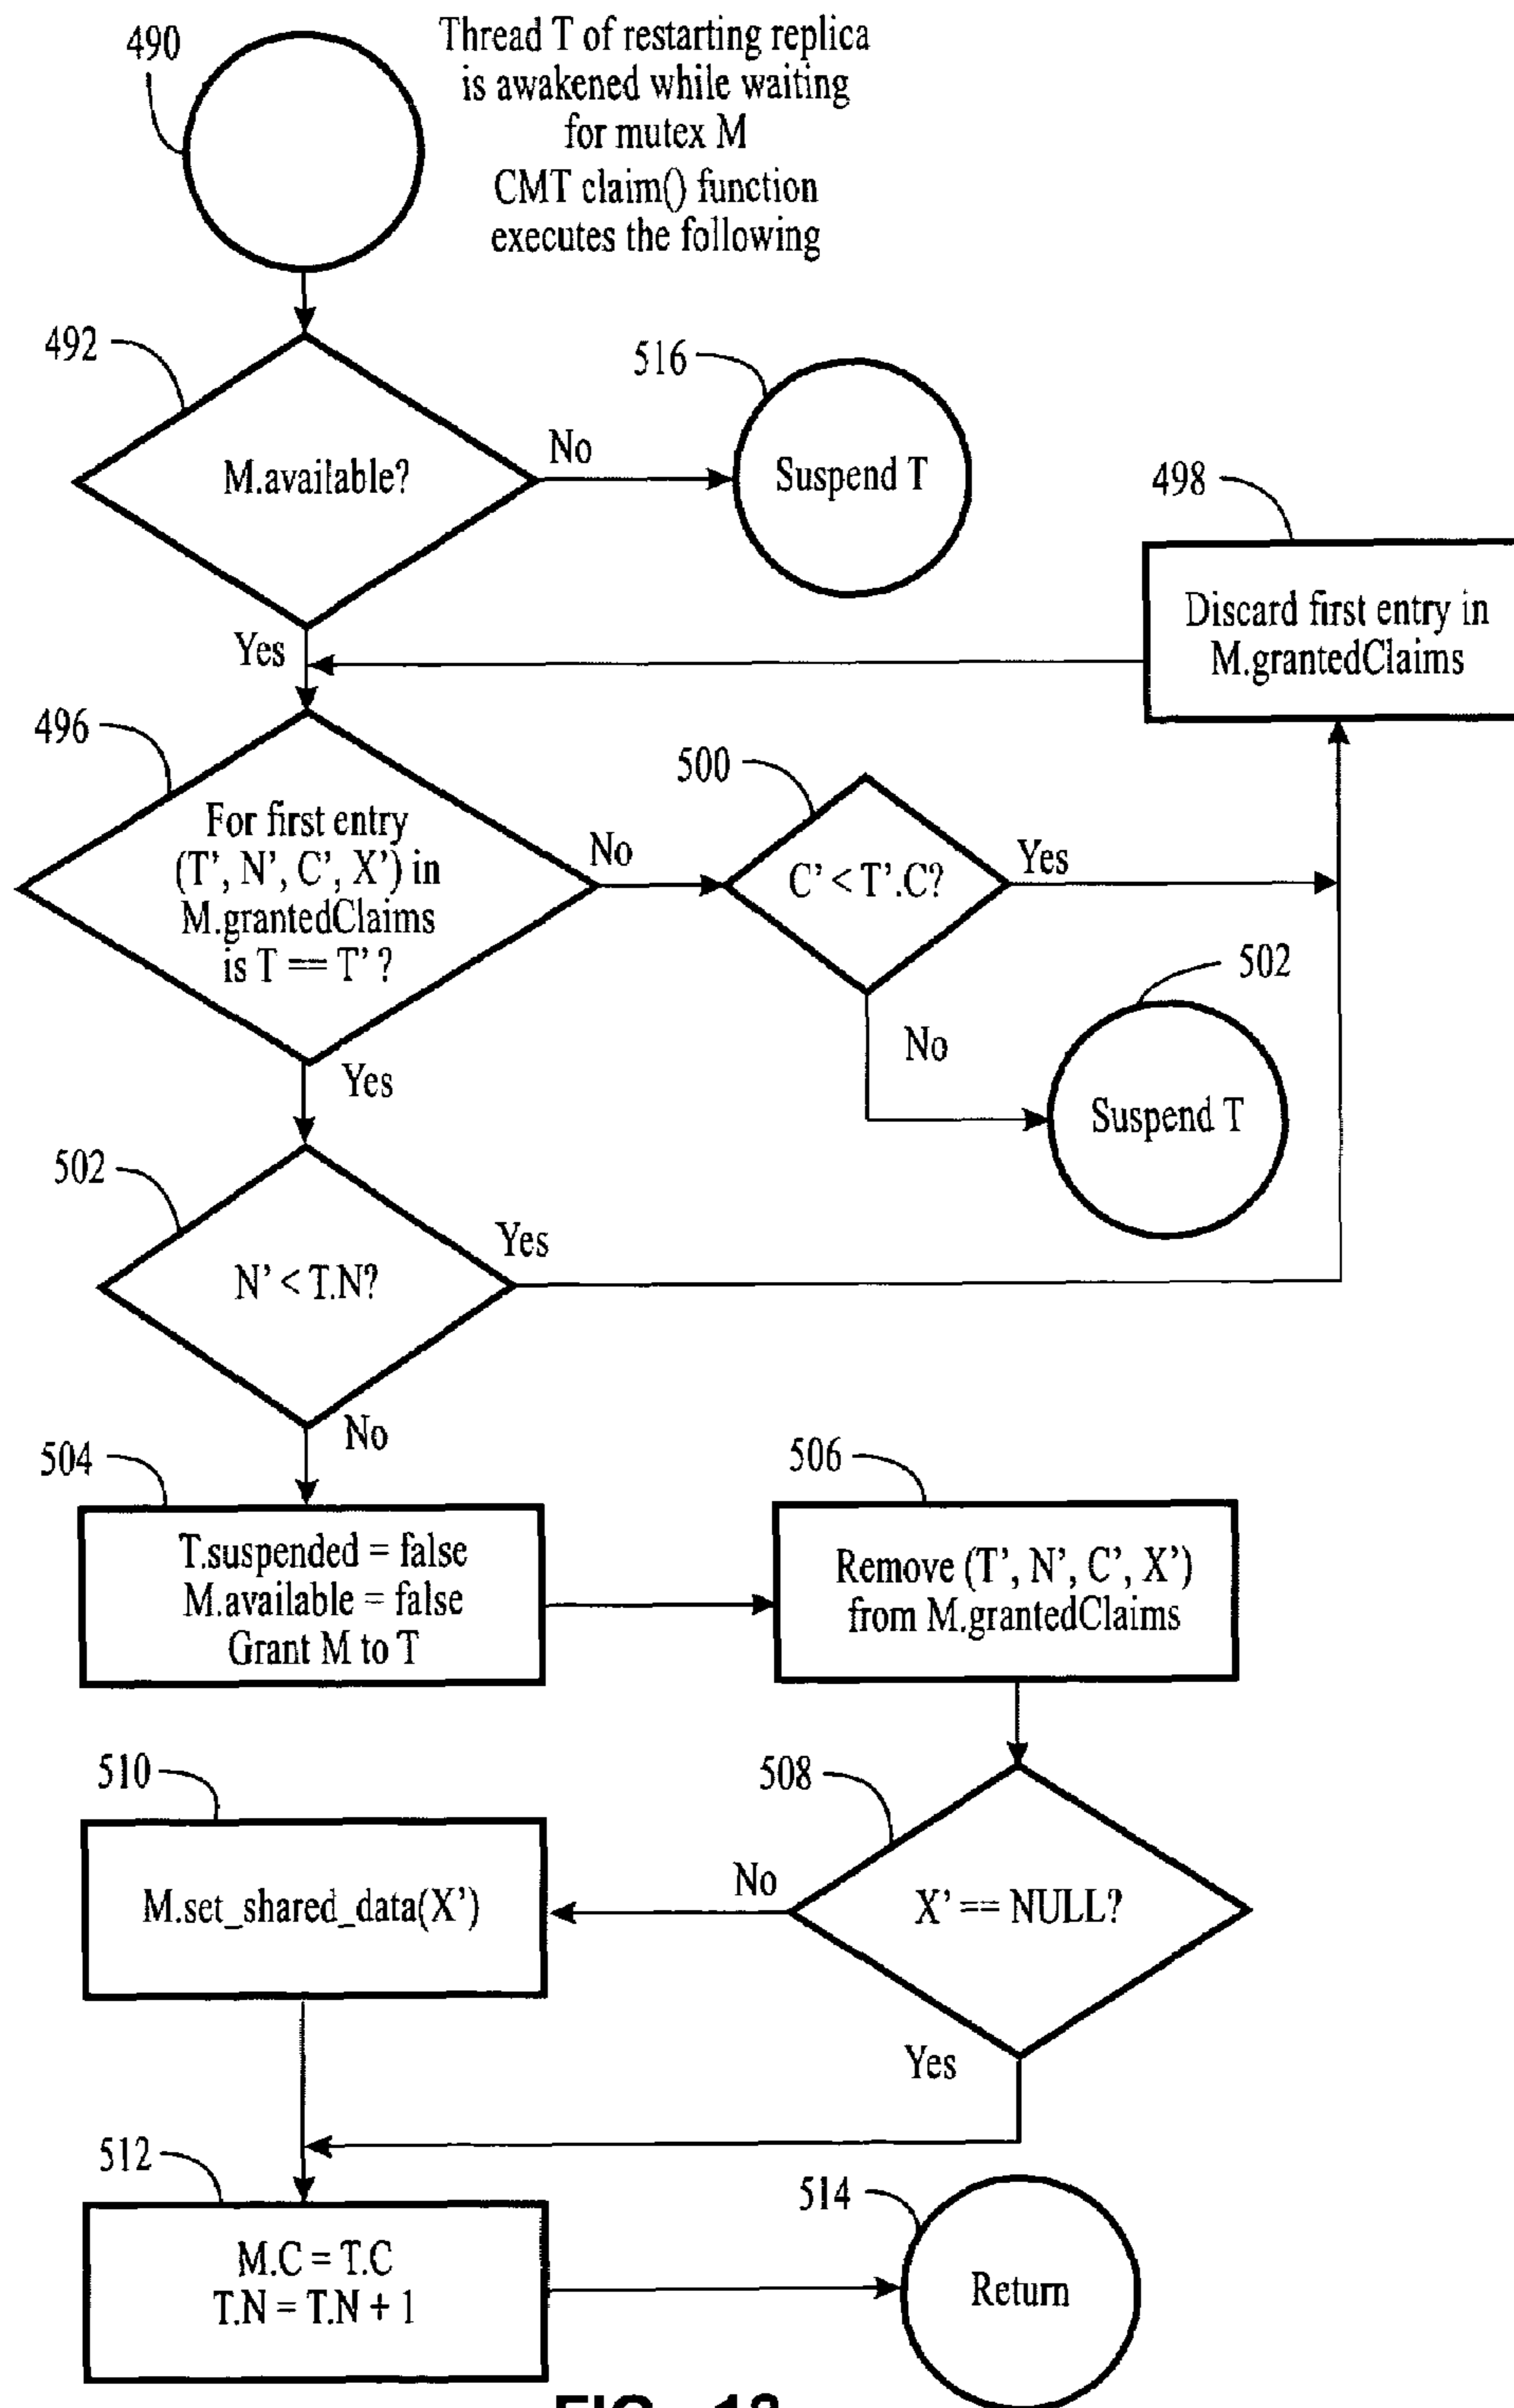 490
Thread T of restarting replica
is awakened while waiting
for mutex M
CMT claim() function
executes the following
492
M.available?
No
516
Suspend T
498
Discard first entry in
M.grantedClaims
Yes
496
For first entry
(T', N', C', X') in
M.grantedClaims
is T == T' ?
No
500
C' < T'.C?
Yes
No
502
Suspend T
Yes
502
N' < T.N?
Yes
No
504
T.suspended = false
M.available = false
Grant M to T
506
Remove (T', N', C', X')
from M.grantedClaims
508
X' == NULL?
No
510
M.set_shared_data(X')
Yes
512
M.C = T.C
T.N = T.N + 1
514
Return